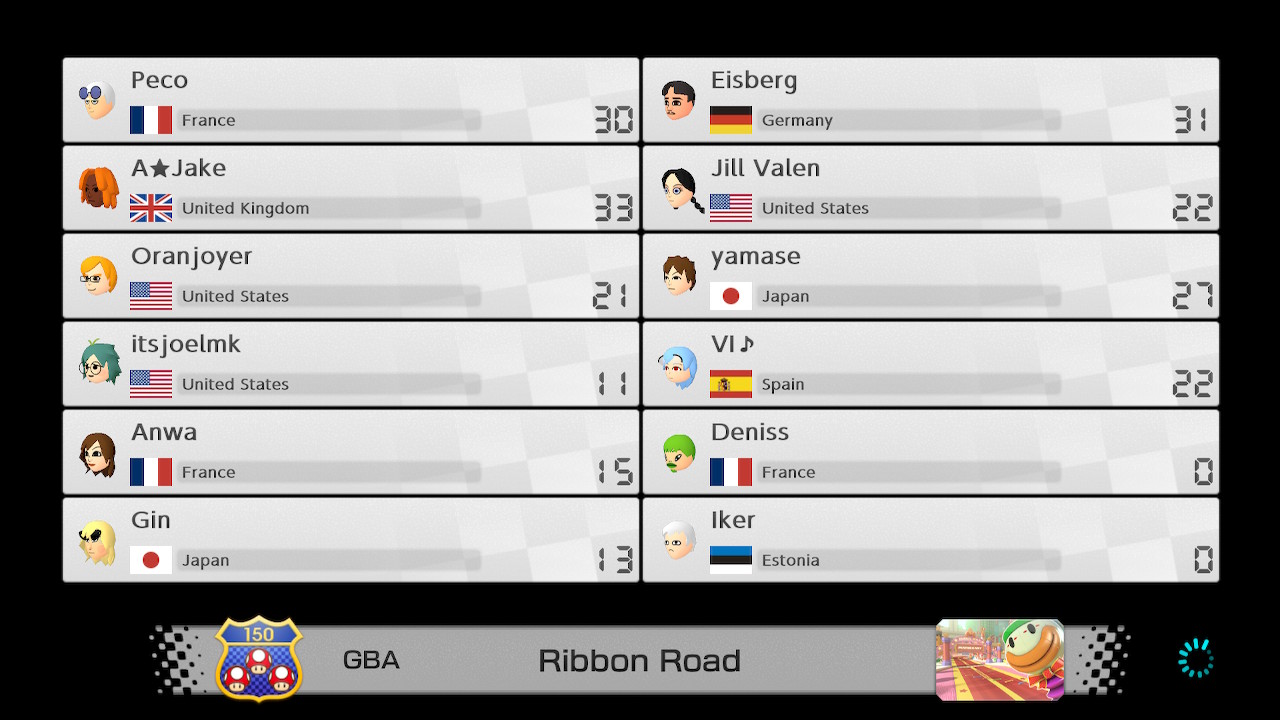 Peco
France 30
Eisberg
Germany 31
A★Jake
United Kingdom 33
Jill Valen
United States 22
Oranjoyer
United States 21
yamase
Japan 27
itsjoelmk
United States 11
VI♪
Spain 22
Anwa
France 15
Deniss
France 0
Gin
Japan 13
Iker
Estonia 0
150
GBA Ribbon Road